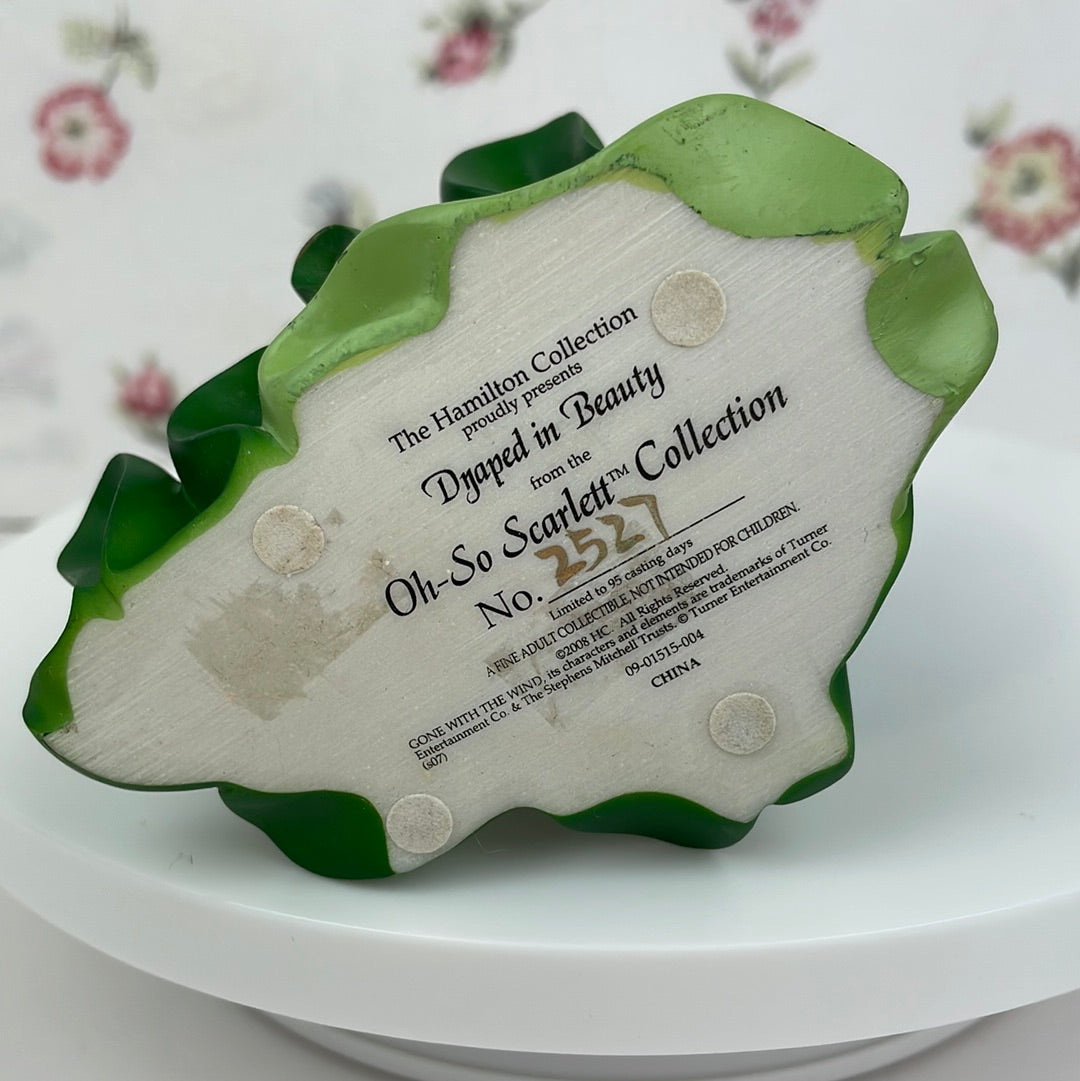 The Hamilton Collection
proudly presents
Draped in Beauty
from the
Oh-So Scarlett™ Collection
No. 2527
Limited to 95 casting days
A FINE ADULT COLLECTIBLE, NOT INTENDED FOR CHILDREN.
©2008 HC. All Rights Reserved.
GONE WITH THE WIND, its characters and elements are trademarks of Turner
Entertainment Co. & The Stephens Mitchell Trusts. © Turner Entertainment Co.
(s07)
09-01515-004
CHINA